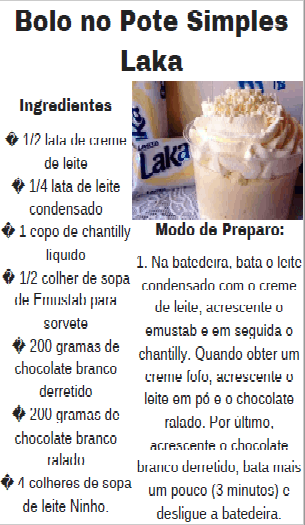 Bolo no Pote Simples
Laka
Ingredientes
� 1/2 lata de creme
de leite
� 1/4 lata de leite
condensado
� 1 copo de chantilly
liquido
� 1/2 colher de sopa
de Emustab para
sorvete
� 200 gramas de
chocolate branco
derretido
� 200 gramas de
chocolate branco
ralado
� 4 colheres de sopa
de leite Ninho.
Laka
Modo de Preparo:
1. Na batedeira, bata o leite
condensado com o creme
de leite, acrescente o
emustab e em seguida o
chantilly. Quando obter um
creme fofo, acrescente o
leite em pó e o chocolate
ralado. Por último,
acrescente o chocolate
branco derretido, bata mais
um pouco (3 minutos) e
desligue a batedeira.